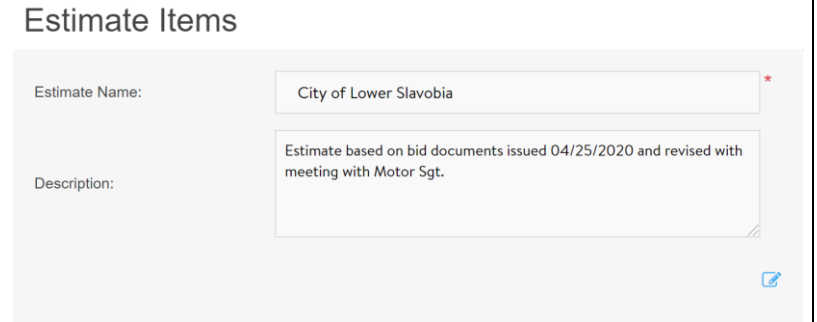 Estimate Items
Estimate Name:
City of Lower Slavobia
*
Description:
Estimate based on bid documents issued 04/25/2020 and revised with
meeting with Motor Sgt.